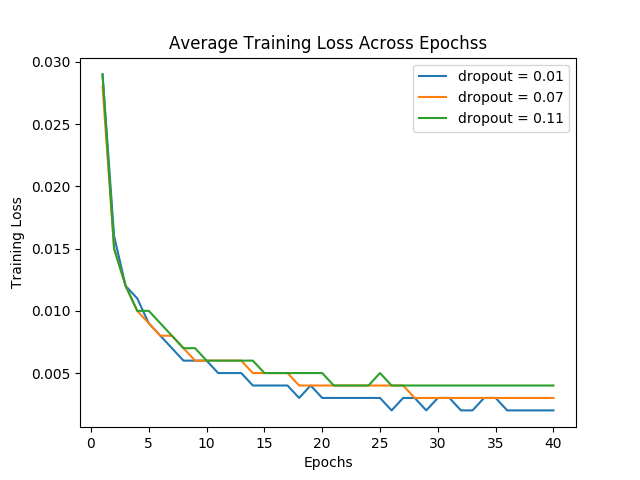 Average Training Loss Across Epochss
dropout = 0.01
dropout = 0.07
dropout = 0.11
Training Loss
0.030
0.025
0.020
0.015
0.010
0.005
0 5 10 15 20 25 30 35 40
Epochs